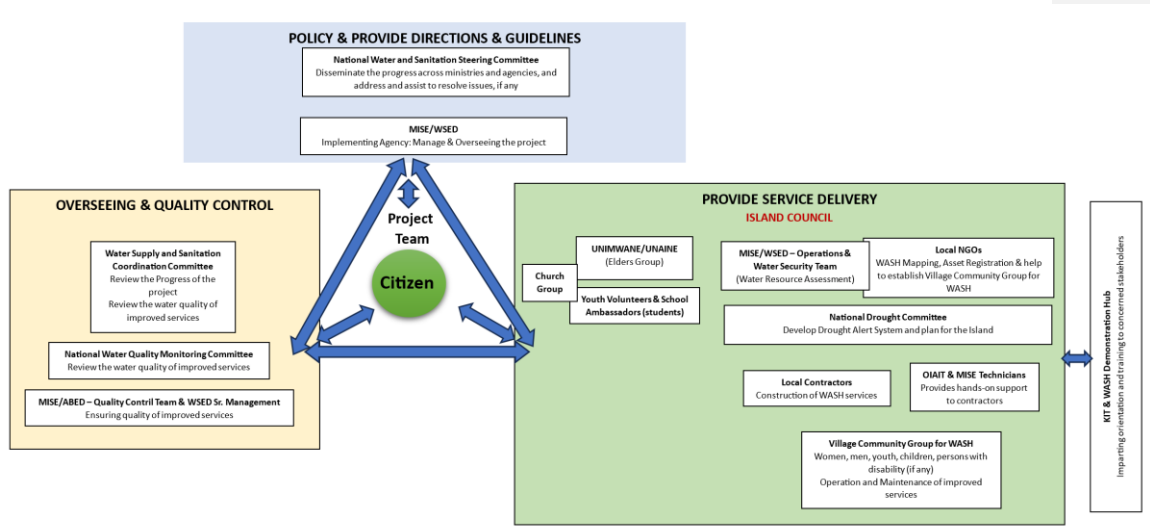 POLICY & PROVIDE DIRECTIONS & GUIDELINES
National Water and Sanitation Steering Committee
Disseminate the progress across ministries and agencies, and
address and assist to resolve issues, if any
MISE/WSED
Implementing Agency: Manage & Overseeing the project
OVERSEEING & QUALITY CONTROL
Water Supply and Sanitation
Coordination Committee
Review the Progress of the
project
Review the water quality of
improved services
National Water Quality Monitoring Committee
Review the water quality of improved services
MISE/ABED – Quality Contril Team & WSED Sr. Management
Ensuring quality of improved services
Project
Team
Citizen
PROVIDE SERVICE DELIVERY
ISLAND COUNCIL
UNIMWANE/UNAINE
(Elders Group)
Church
Group
Youth Volunteers & School
Ambassadors (students)
MISE/WSED – Operations &
Water Security Team
(Water Resource Assessment)
Local NGOs
WASH Mapping, Asset Registration & help
to establish Village Community Group for
WASH
National Drought Committee
Develop Drought Alert System and plan for the Island
Local Contractors
Construction of WASH services
OIAIT & MISE Technicians
Provides hands-on support
to contractors
Village Community Group for WASH
Women, men, youth, children, persons with
disability (if any)
Operation and Maintenance of improved
services
KIT & WASH Demonstration Hub
Imparting orientation and training to concerned stakeholders